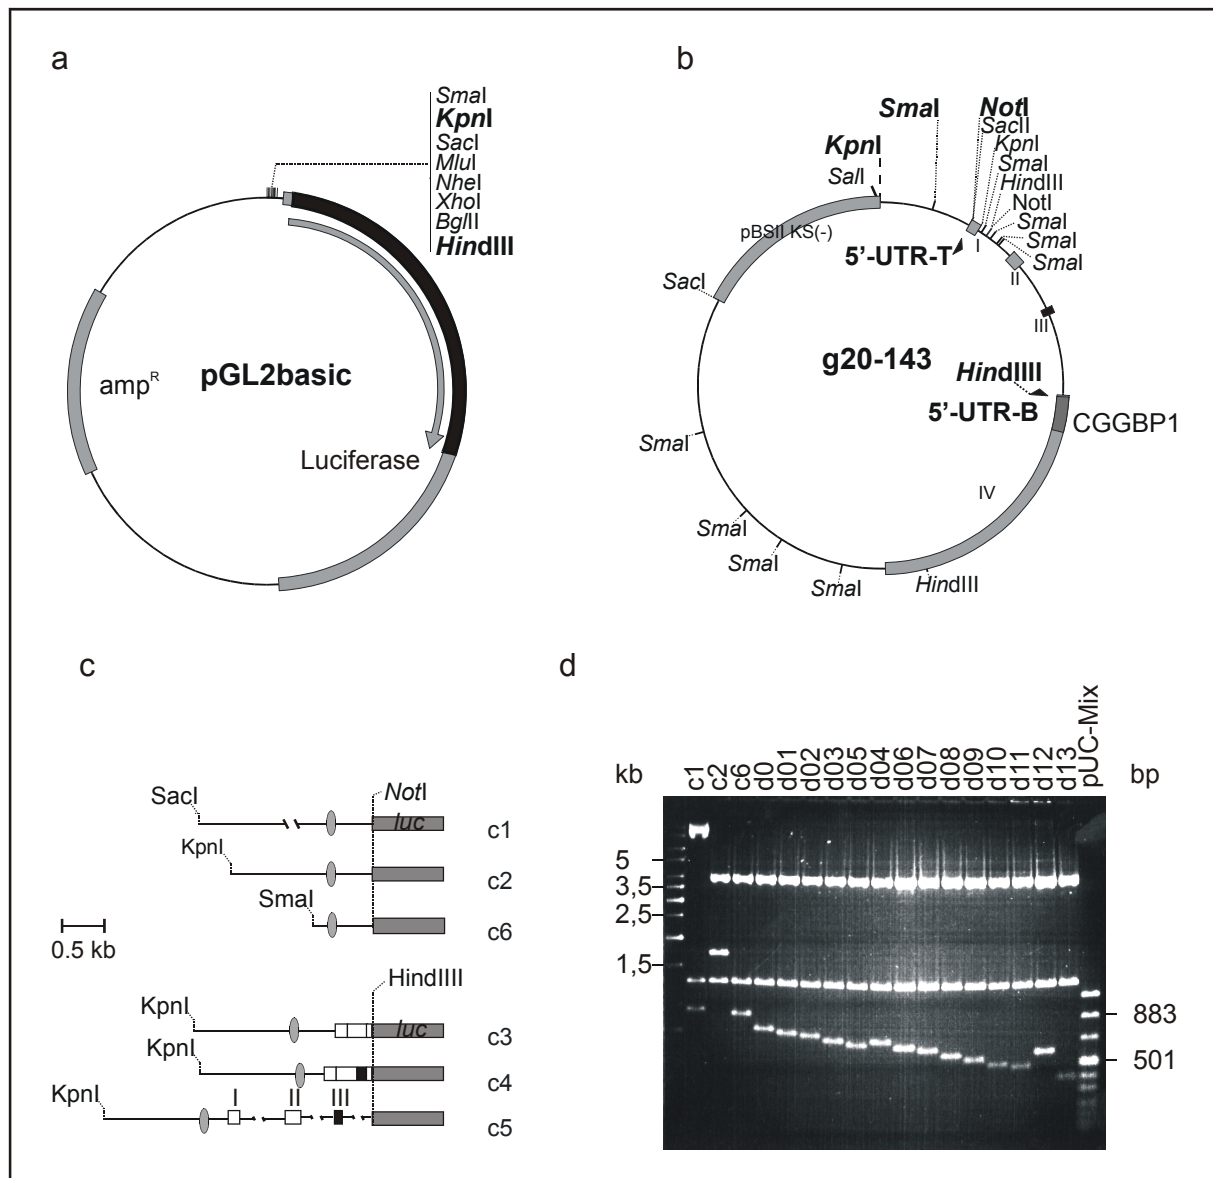 a
SmaI
KpnI
SacI
MluI
NheI
XhoI
BglII
HindIII
amp^R
pGL2basic
Luciferase
b
SmaI
NotI
SacII
KpnI
KpnI
SmaI
SalI
HindIII
NotI
SmaI
pBSII KS(-)
SmaI
5'-UTR-T
I
SmaI
II
SacI
III
g20-143
HindIIII
5'-UTR-B
CGGBP1
SmaI
IV
SmaI
SmaI
SmaI
HindIII
c
SacI
NotI
luc
c1
KpnI
c2
SmaI
c6
0.5 kb
HindIIII
KpnI
luc
c3
KpnI
c4
KpnI
I II III
c5
d
kb
c1 c2 c6 d0 d01 d02 d03 d05 d04 d06 d07 d08 d09 d10 d11 d12 d13 pUC-Mix
bp
5
3,5
2,5
1,5
883
501